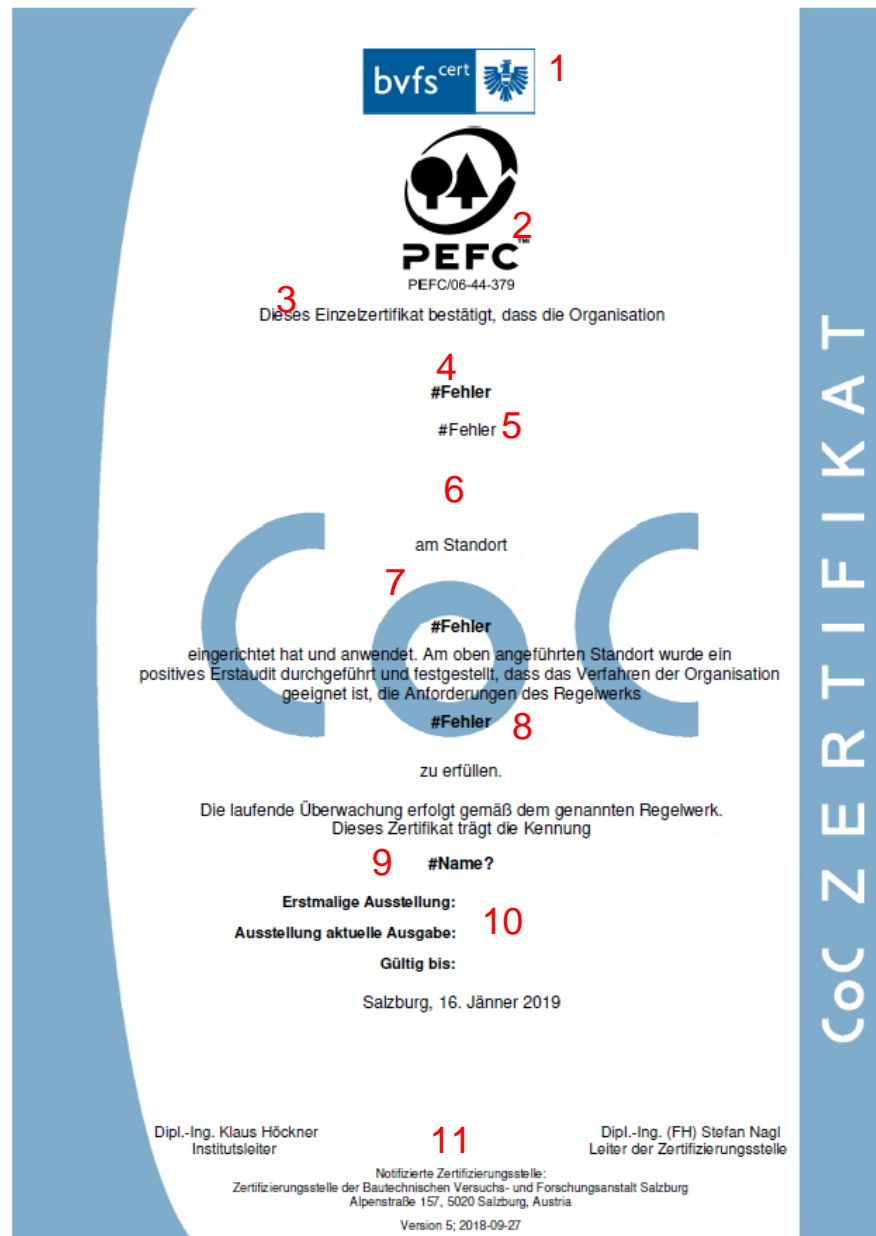 bvfs cert 1
2
PEFC™
PEFC/06-44-379
3
Dieses Einzelzertifikat bestätigt, dass die Organisation
4
#Fehler
#Fehler 5
6
am Standort
7
#Fehler
eingerichtet hat und anwendet. Am oben angeführten Standort wurde ein
positives Erstaudit durchgeführt und festgestellt, dass das Verfahren der Organisation
geeignet ist, die Anforderungen des Regelwerks
#Fehler 8
zu erfüllen.
Die laufende Überwachung erfolgt gemäß dem genannten Regelwerk.
Dieses Zertifikat trägt die Kennung
9 #Name?
Erstmalige Ausstellung:
10
Ausstellung aktuelle Ausgabe:
Gültig bis:
Salzburg, 16. Jänner 2019
Dipl.-Ing. Klaus Höckner
Institutsleiter
11
Dipl.-Ing. (FH) Stefan Nagl
Leiter der Zertifizierungsstelle
Notifizierte Zertifizierungsstelle:
Zertifizierungsstelle der Bautechnischen Versuchs- und Forschungsanstalt Salzburg
Alpenstraße 157, 5020 Salzburg, Austria
Version 5; 2018-09-27
CoC
CoC ZERTIFIKAT